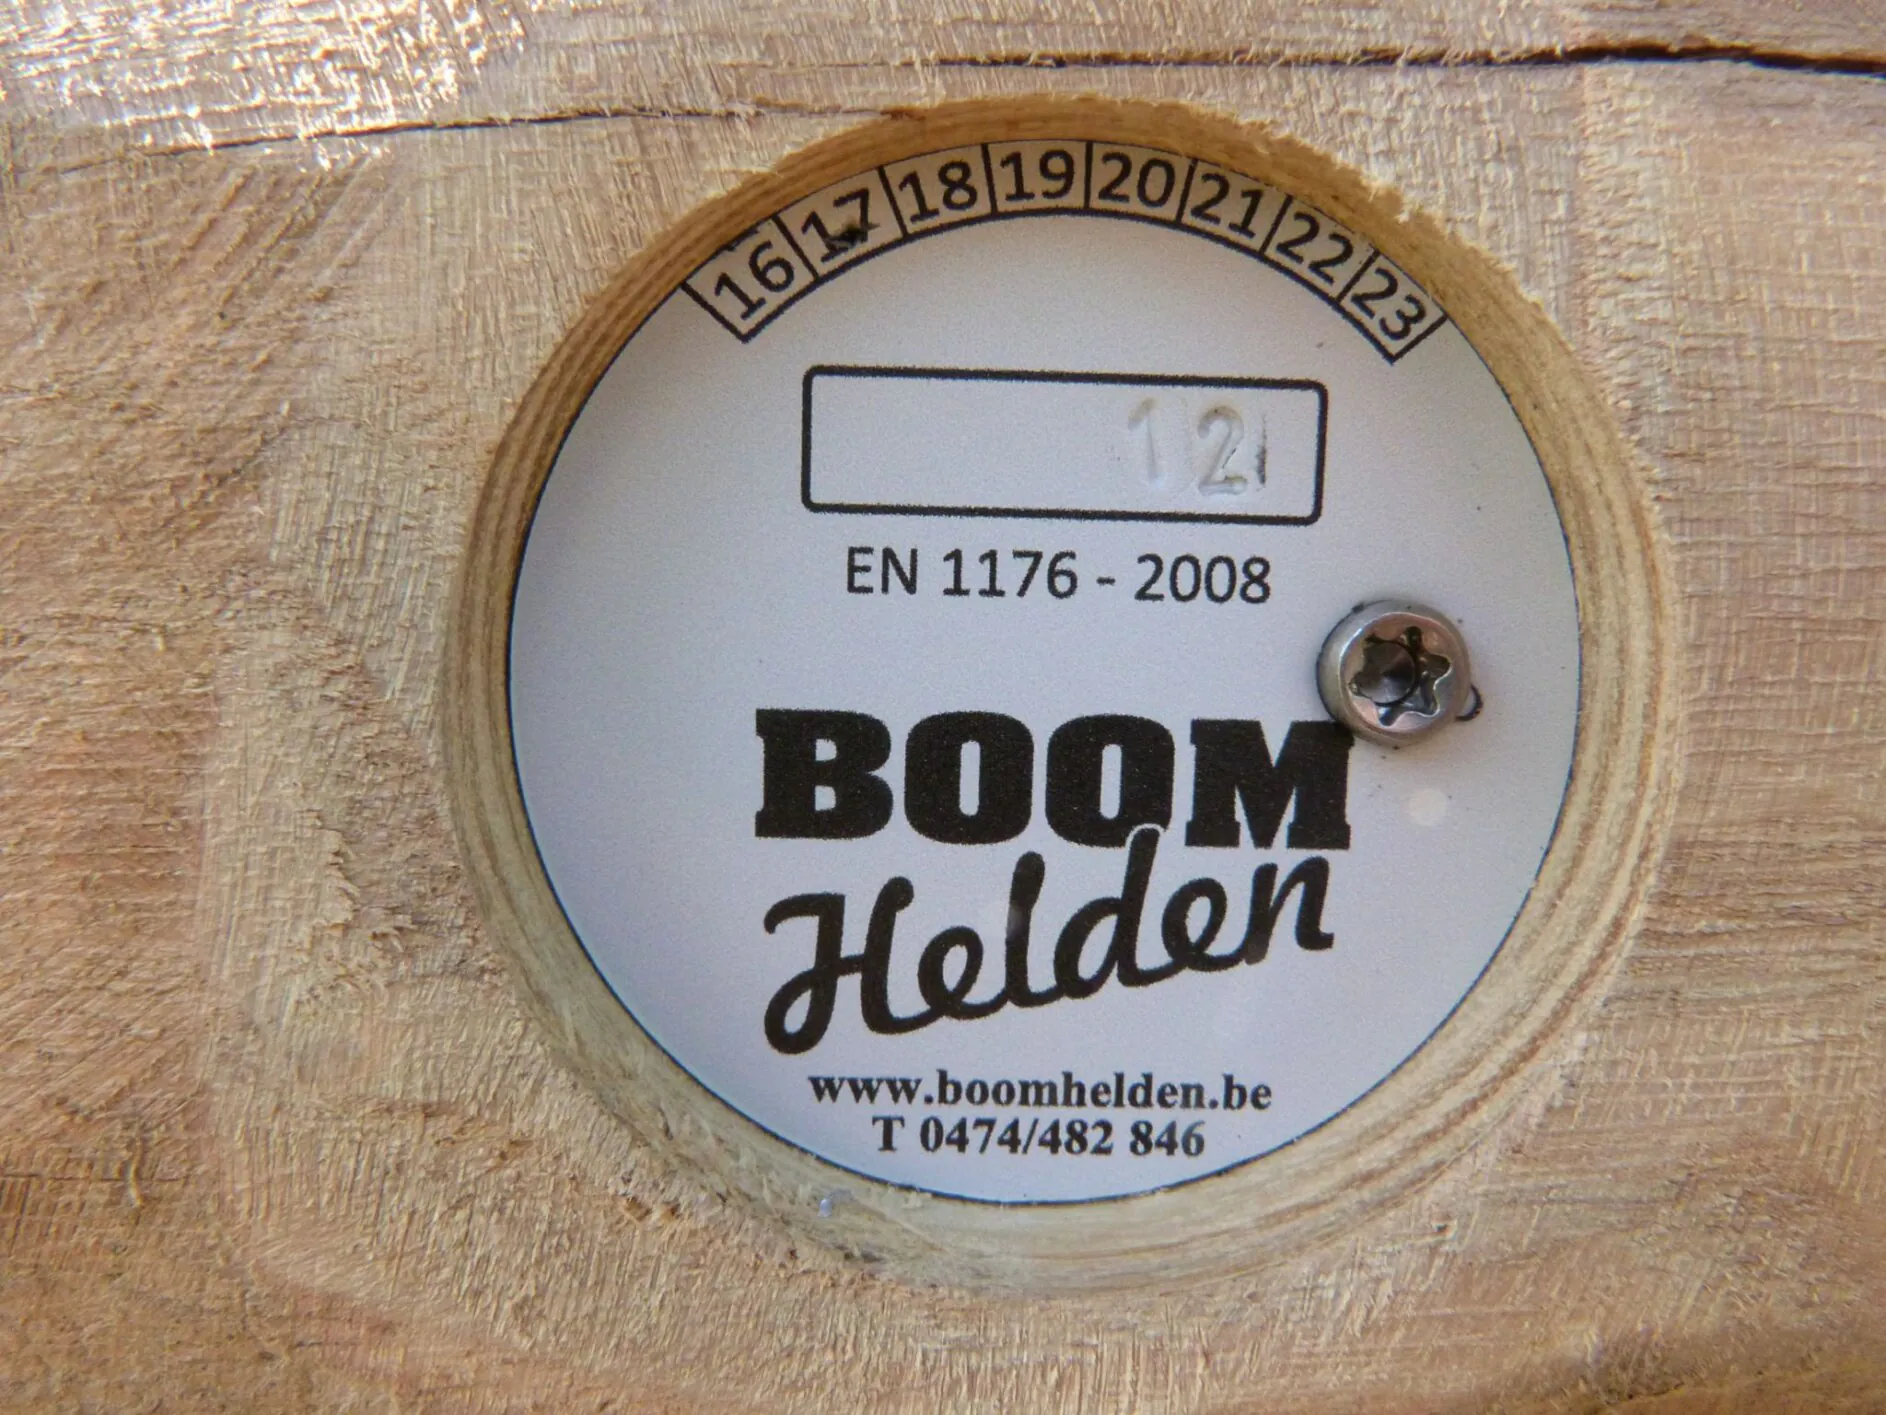 16 17 18 19 20 21 22 23
12
EN 1176 - 2008
BOOM
Helden
www.boomhelden.be
T 0474/482 846